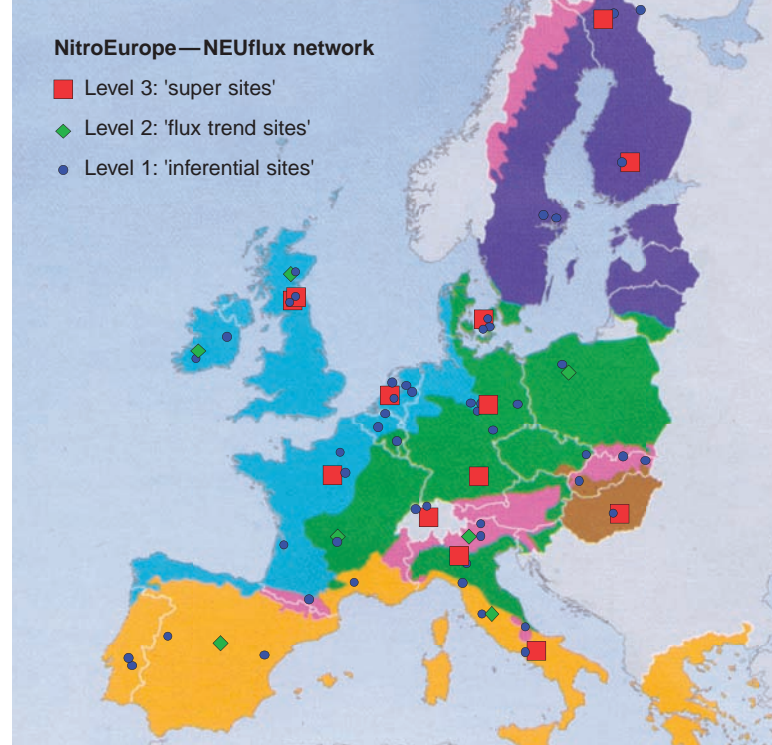 NitroEurope—NEUflux network
Level 3: 'super sites'
Level 2: 'flux trend sites'
Level 1: 'inferential sites'